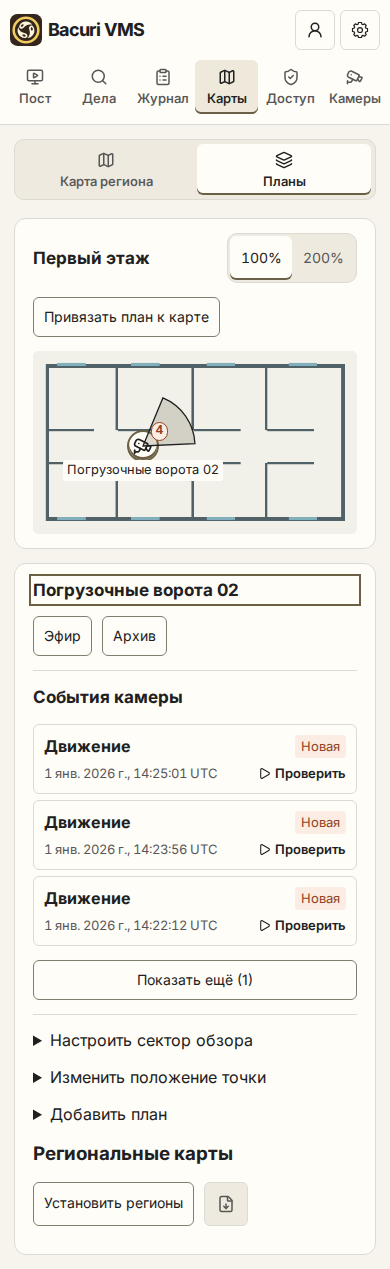 Bacuri VMS
Пост
Дела
Журнал
Карты
Доступ
Камеры
Карта региона
Планы
Первый этаж
100%
200%
Привязать план к карте
4
Погрузочные ворота 02
Погрузочные ворота 02
Эфир
Архив
События камеры
Движение
Новая
1 янв. 2026 г., 14:25:01 UTC
Проверить
Движение
Новая
1 янв. 2026 г., 14:23:56 UTC
Проверить
Движение
Новая
1 янв. 2026 г., 14:22:12 UTC
Проверить
Показать ещё (1)
Настроить сектор обзора
Изменить положение точки
Добавить план
Региональные карты
Установить регионы